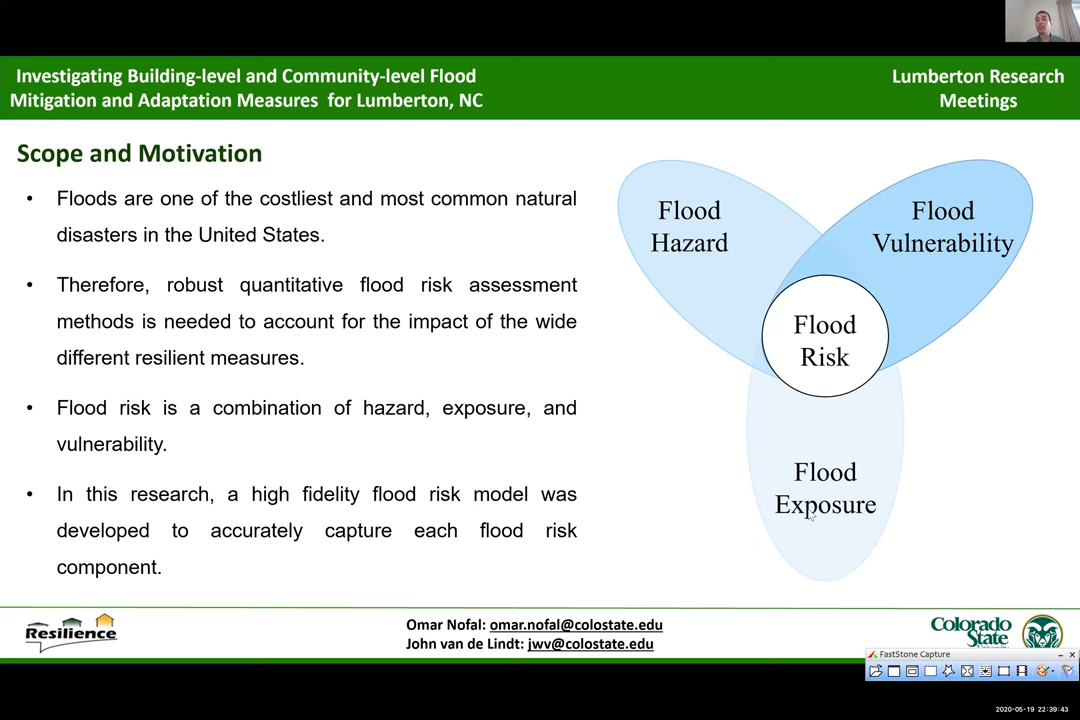 Investigating Building-level and Community-level Flood
Mitigation and Adaptation Measures for Lumberton, NC
Lumberton Research
Meetings
Scope and Motivation
• Floods are one of the costliest and most common natural
disasters in the United States.
• Therefore, robust quantitative flood risk assessment
methods is needed to account for the impact of the wide
different resilient measures.
• Flood risk is a combination of hazard, exposure, and
vulnerability.
• In this research, a high fidelity flood risk model was
developed to accurately capture each flood risk
component.
Flood
Hazard
Flood
Vulnerability
Flood
Risk
Flood
Exposure
Resilience
Omar Nofal: omar.nofal@colostate.edu
John van de Lindt: jwv@colostate.edu
Colorado
State
FastStone Capture
2020-05-19 22:39:43